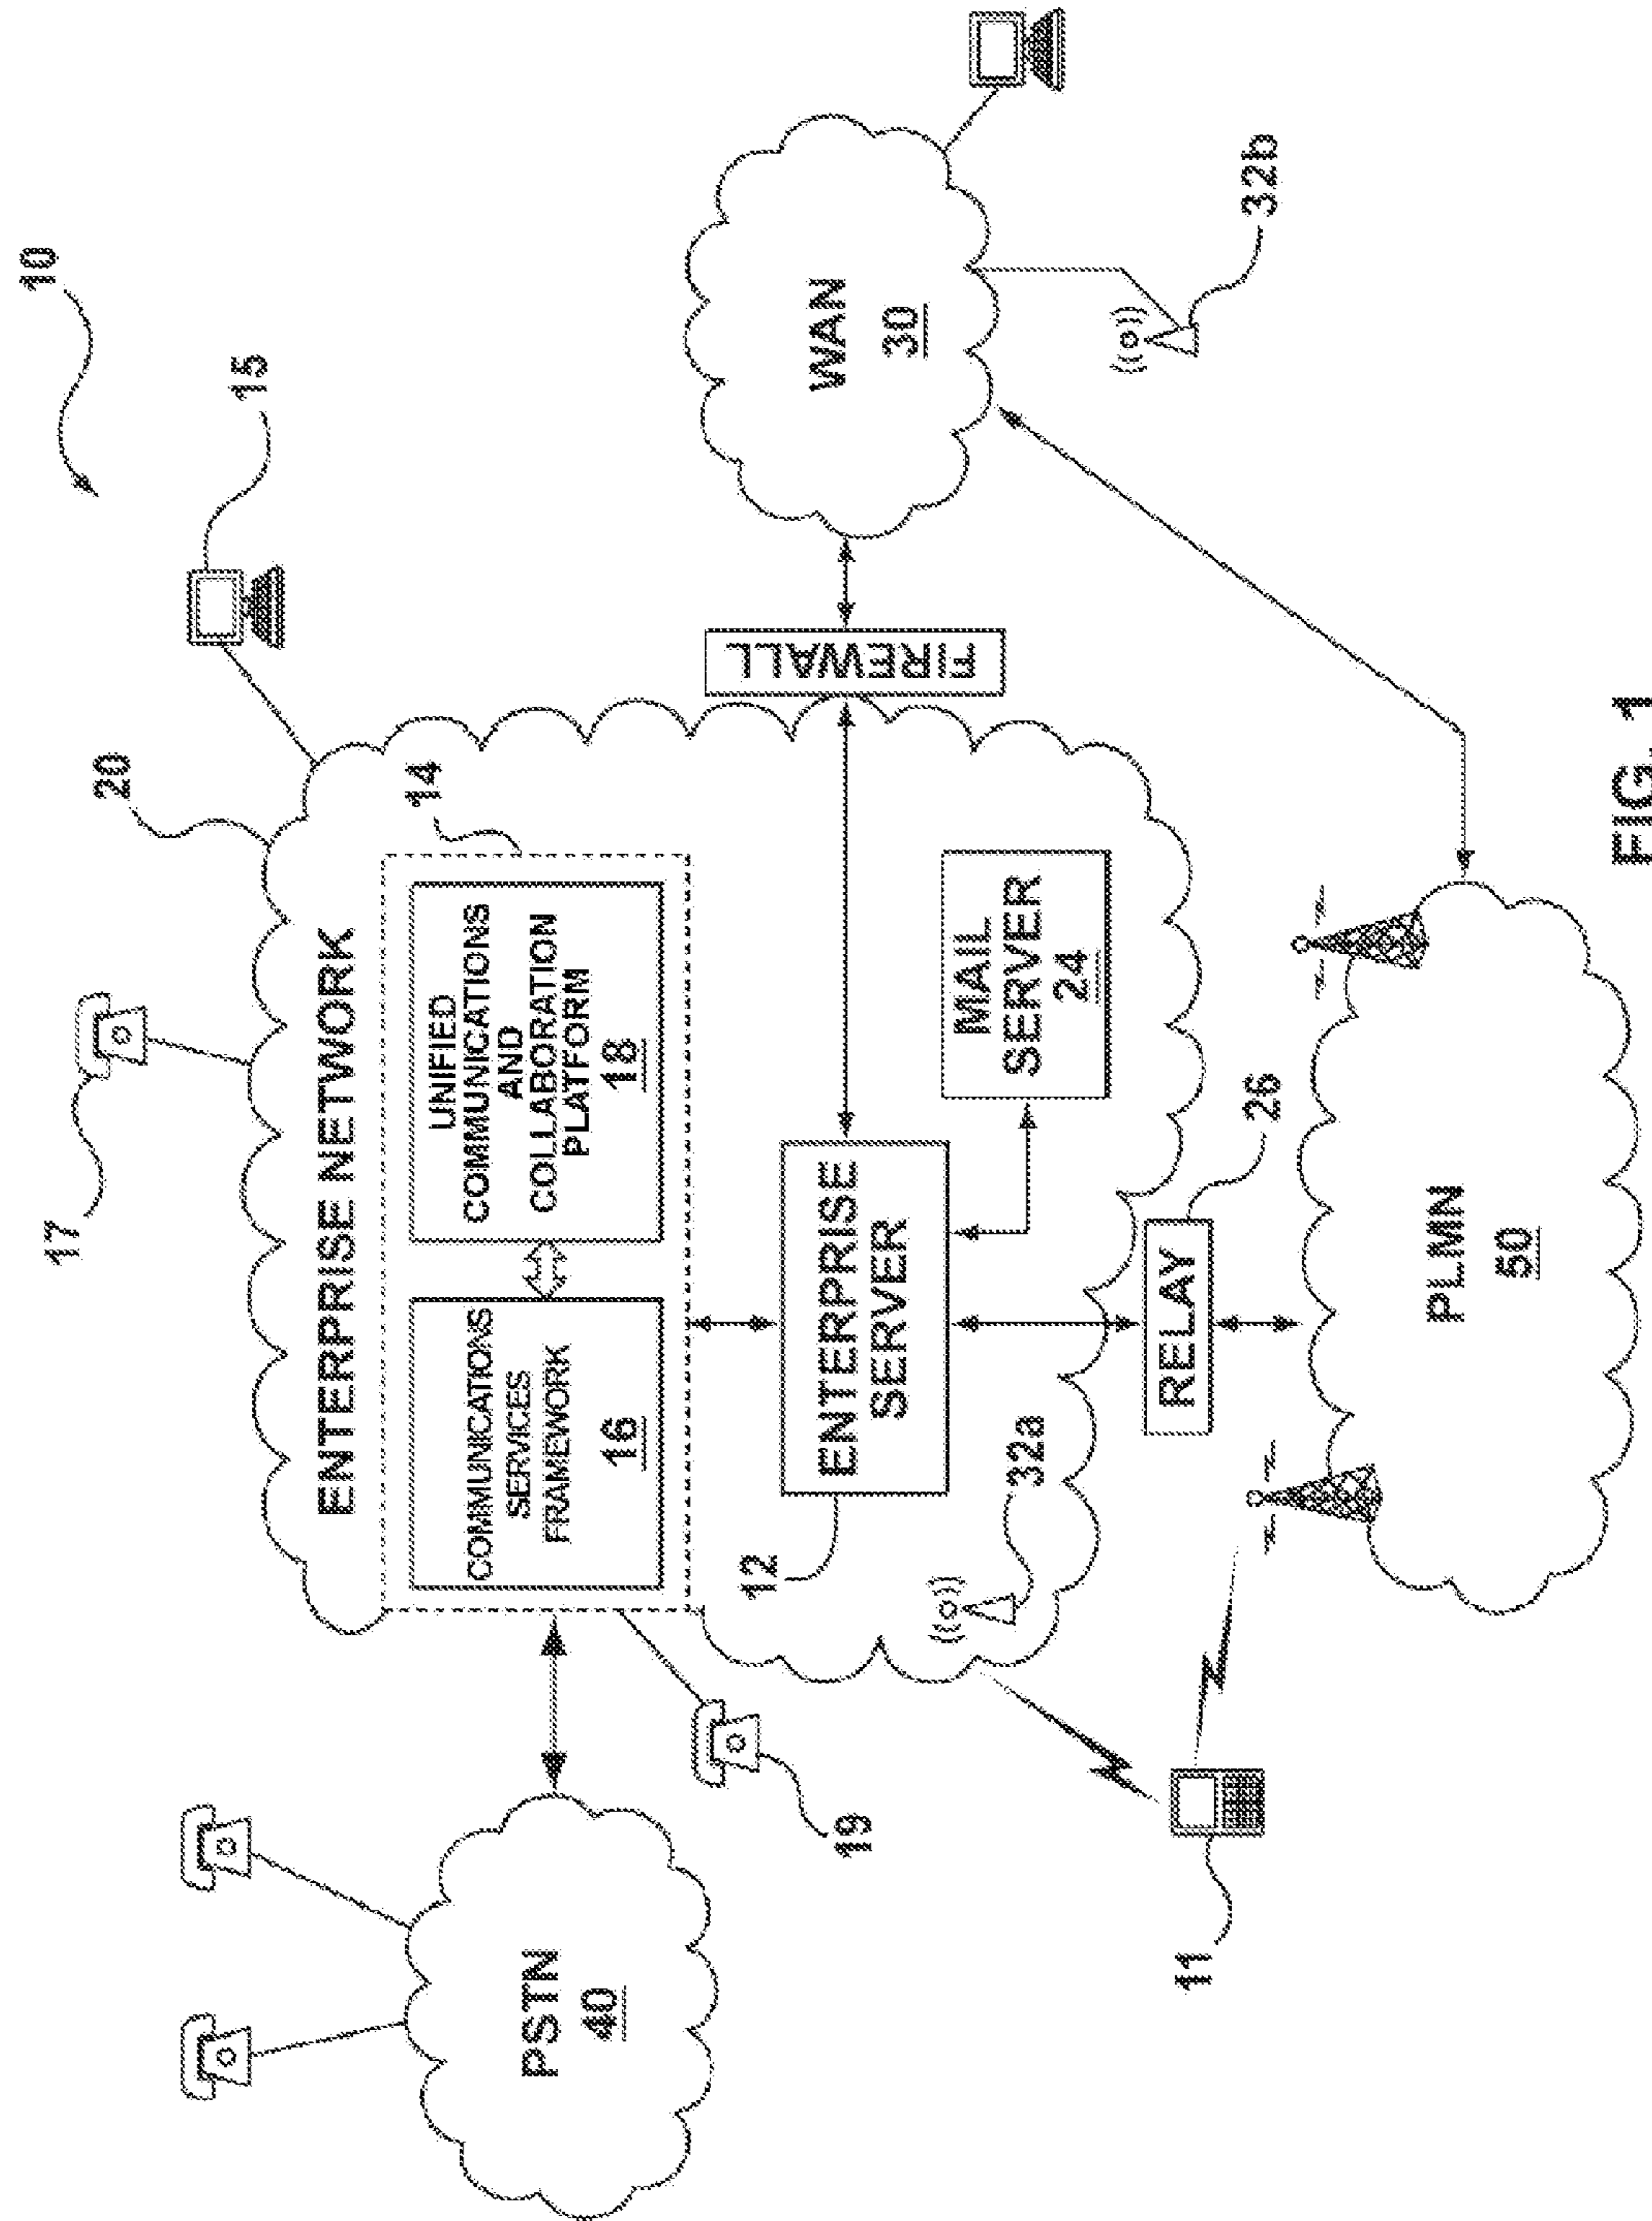 10
20
15
17
ENTERPRISE NETWORK
14
COMMUNICATIONS
SERVICES
FRAMEWORK
16
UNIFIED
COMMUNICATIONS
AND
COLLABORATION
PLATFORM
18
PSTN
40
19
12
ENTERPRISE
SERVER
FIREWALL
WAN
30
MAIL
SERVER
24
32a
32b
11
RELAY
26
PLMN
50
FIG. 1